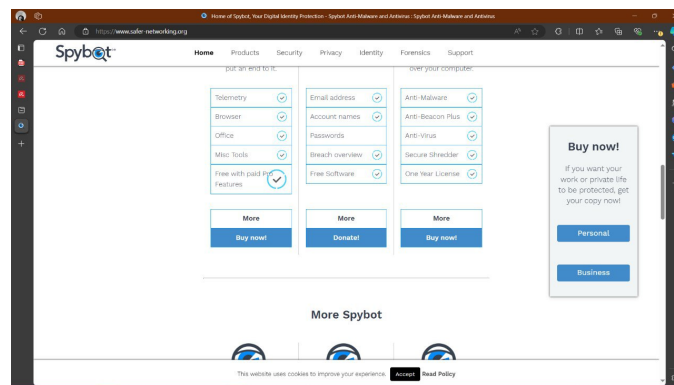 Home of Spybot, Your Digital Identity Protection - Spybot Anti-Malware and Antivirus : Spybot Anti-Malware and Antivirus
https://www.safer-networking.org
Spybot
Home Products Security Privacy Identity Forensics Support
put an end to it.
over your computer.
Telemetry
Browser
Office
Misc Tools
Free with paid Pro
Features
More
Buy now!
Email address
Account names
Passwords
Breach overview
Free Software
More
Donate!
Anti-Malware
Anti-Beacon Plus
Anti-Virus
Secure Shredder
One Year License
More
Buy now!
Buy now!
If you want your
work or private life
to be protected, get
your copy now!
Personal
Business
More Spybot
This website uses cookies to improve your experience. Accept Read Policy